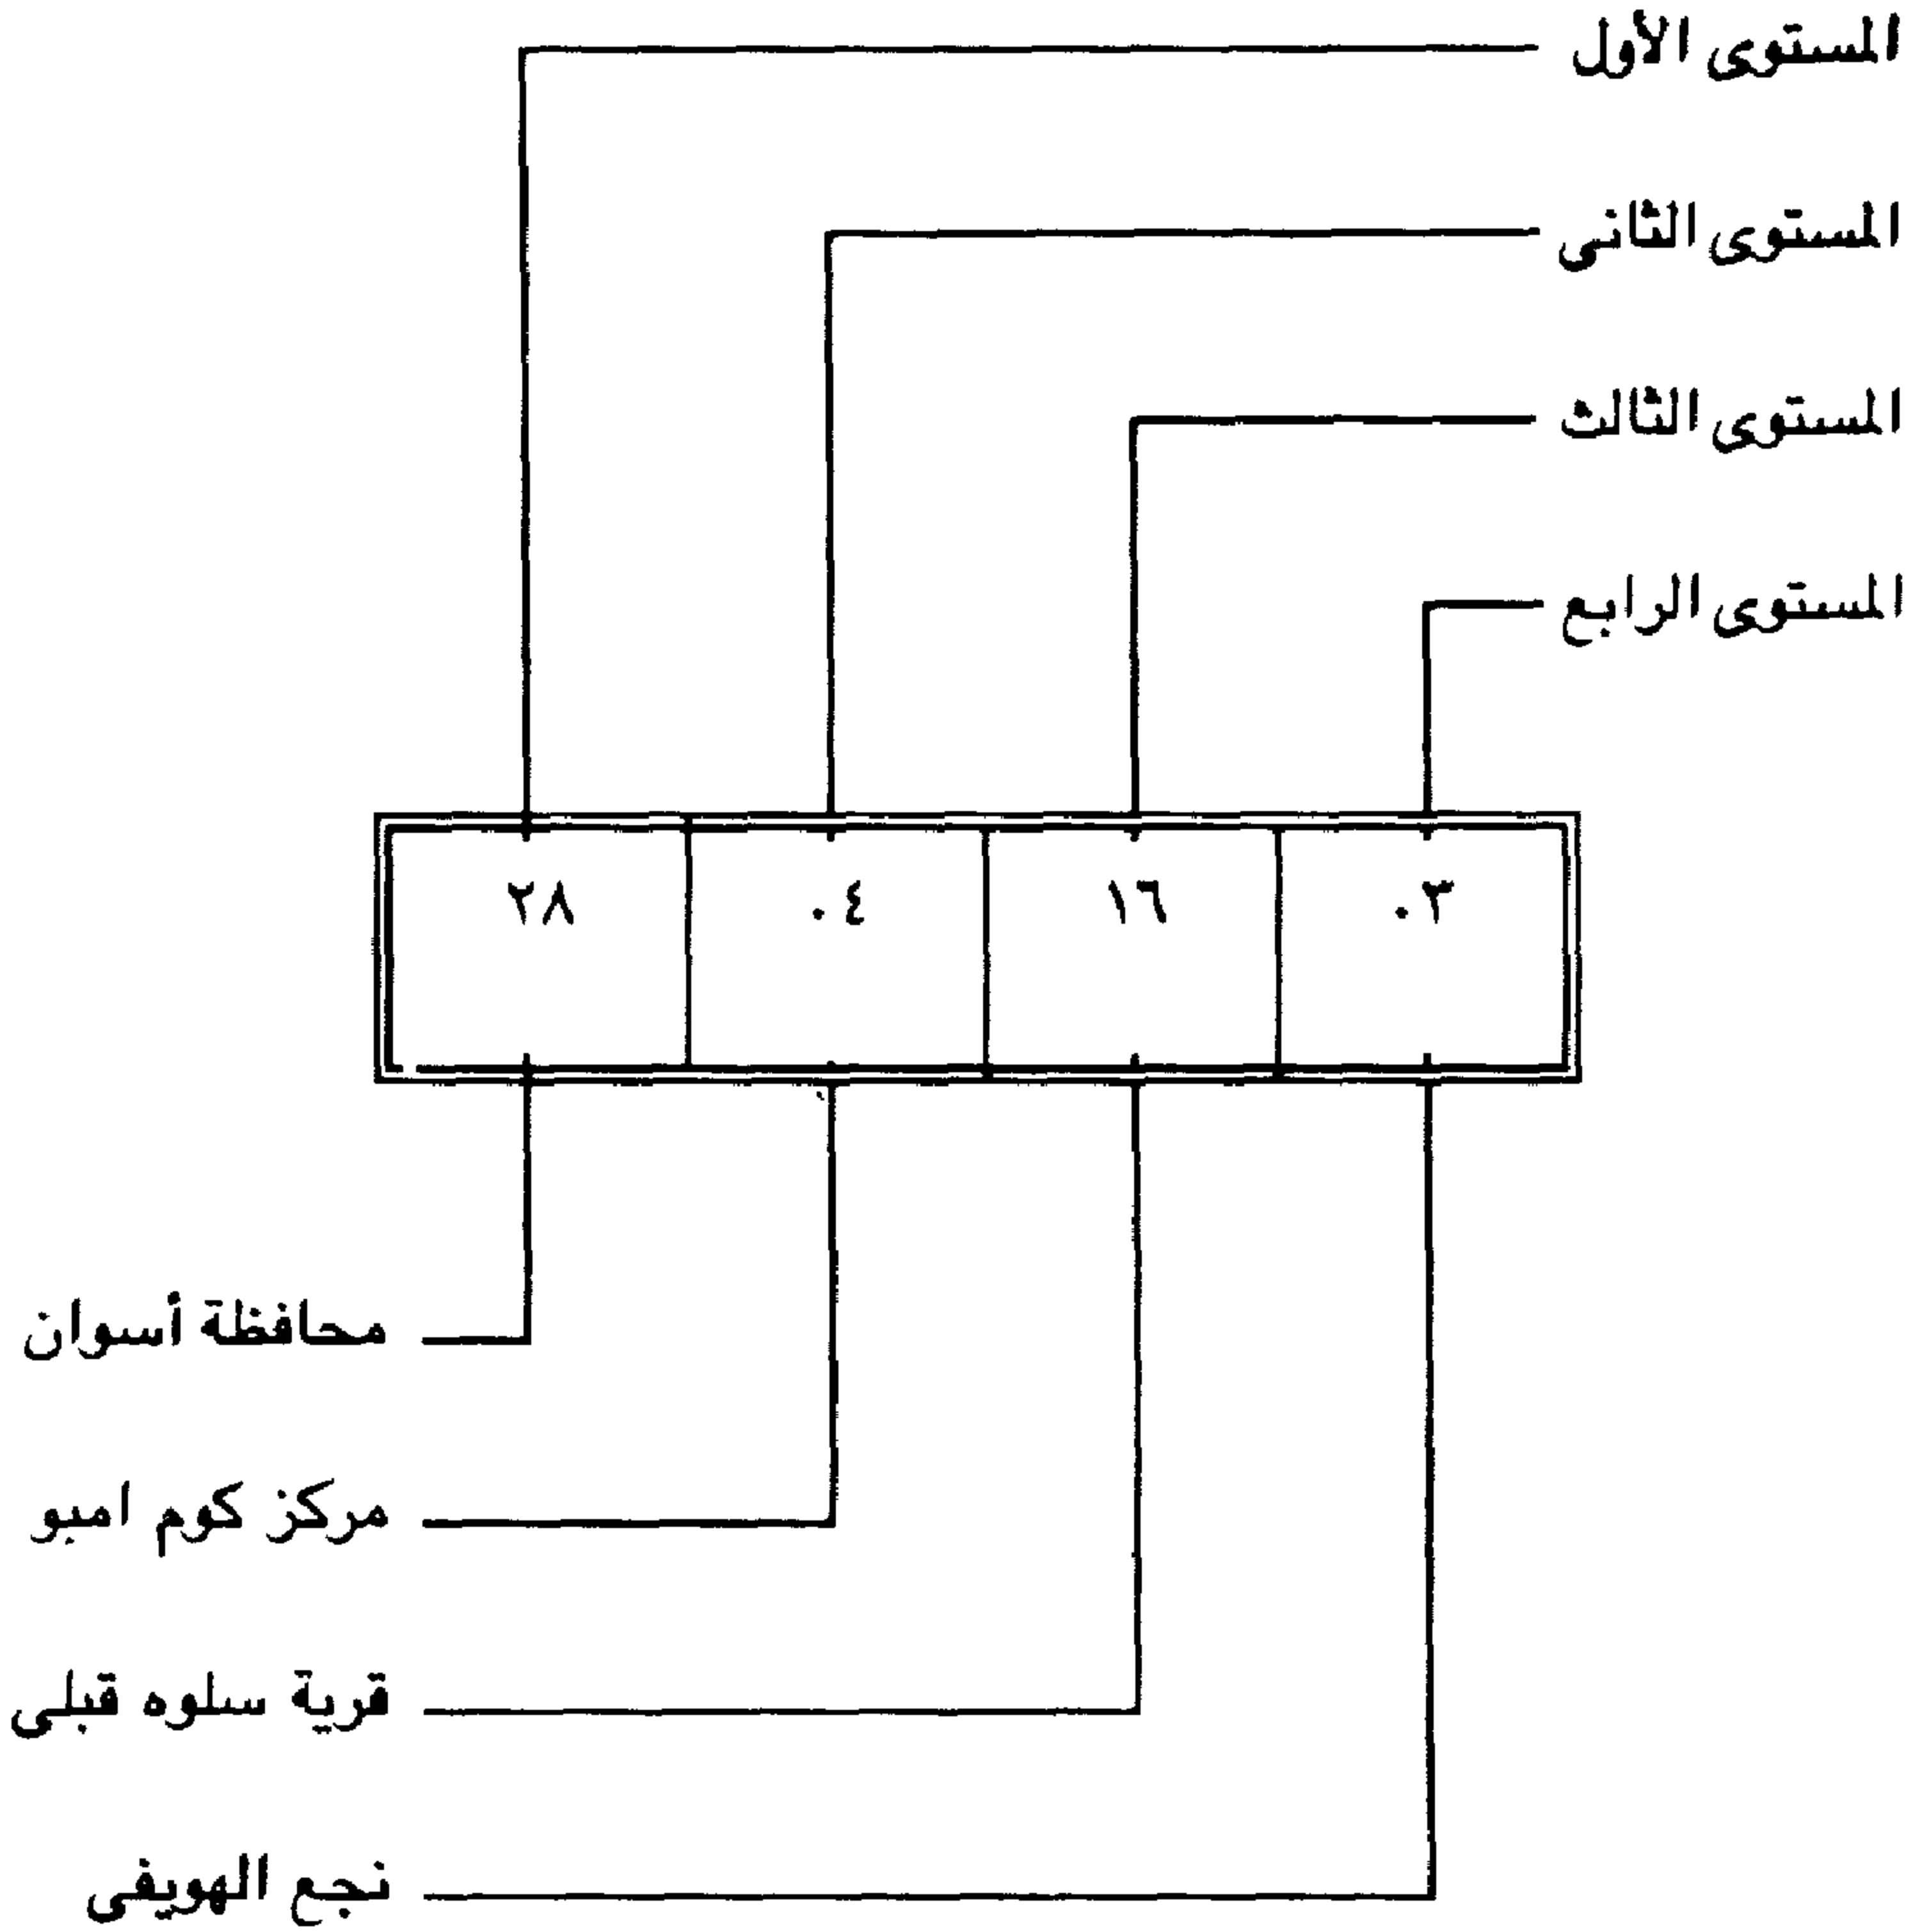 المستوى الأول
المستوى الثانى
المستوى الثالث
المستوى الرابع
٢٨ ٠٤ ١٦ ٠٣
محافظة أسوان
مركز كوم امبو
قرية سلوه قبلى
نجع الهويفى